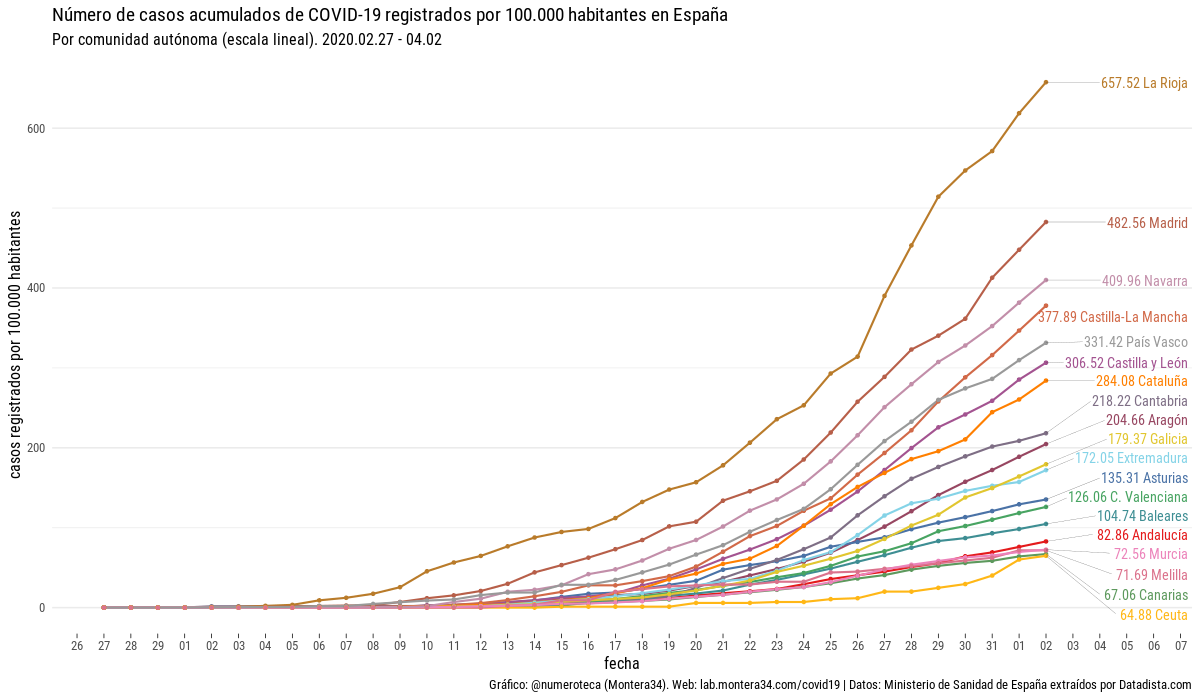 Número de casos acumulados de COVID-19 registrados por 100.000 habitantes en España
Por comunidad autónoma (escala lineal). 2020.02.27 - 04.02
casos registrados por 100.000 habitantes
600
400
200
0
657.52 La Rioja
482.56 Madrid
409.96 Navarra
377.89 Castilla-La Mancha
331.42 País Vasco
306.52 Castilla y León
284.08 Cataluña
218.22 Cantabria
204.66 Aragón
179.37 Galicia
172.05 Extremadura
135.31 Asturias
126.06 C. Valenciana
104.74 Baleares
82.86 Andalucía
72.56 Murcia
71.69 Melilla
67.06 Canarias
64.88 Ceuta
26 27 28 29 01 02 03 04 05 06 07 08 09 10 11 12 13 14 15 16 17 18 19 20 21 22 23 24 25 26 27 28 29 30 31 01 02 03 04 05 06 07
fecha
Gráfico: @numeroteca (Montera34). Web: lab.montera34.com/covid19 | Datos: Ministerio de Sanidad de España extraídos por Datadista.com